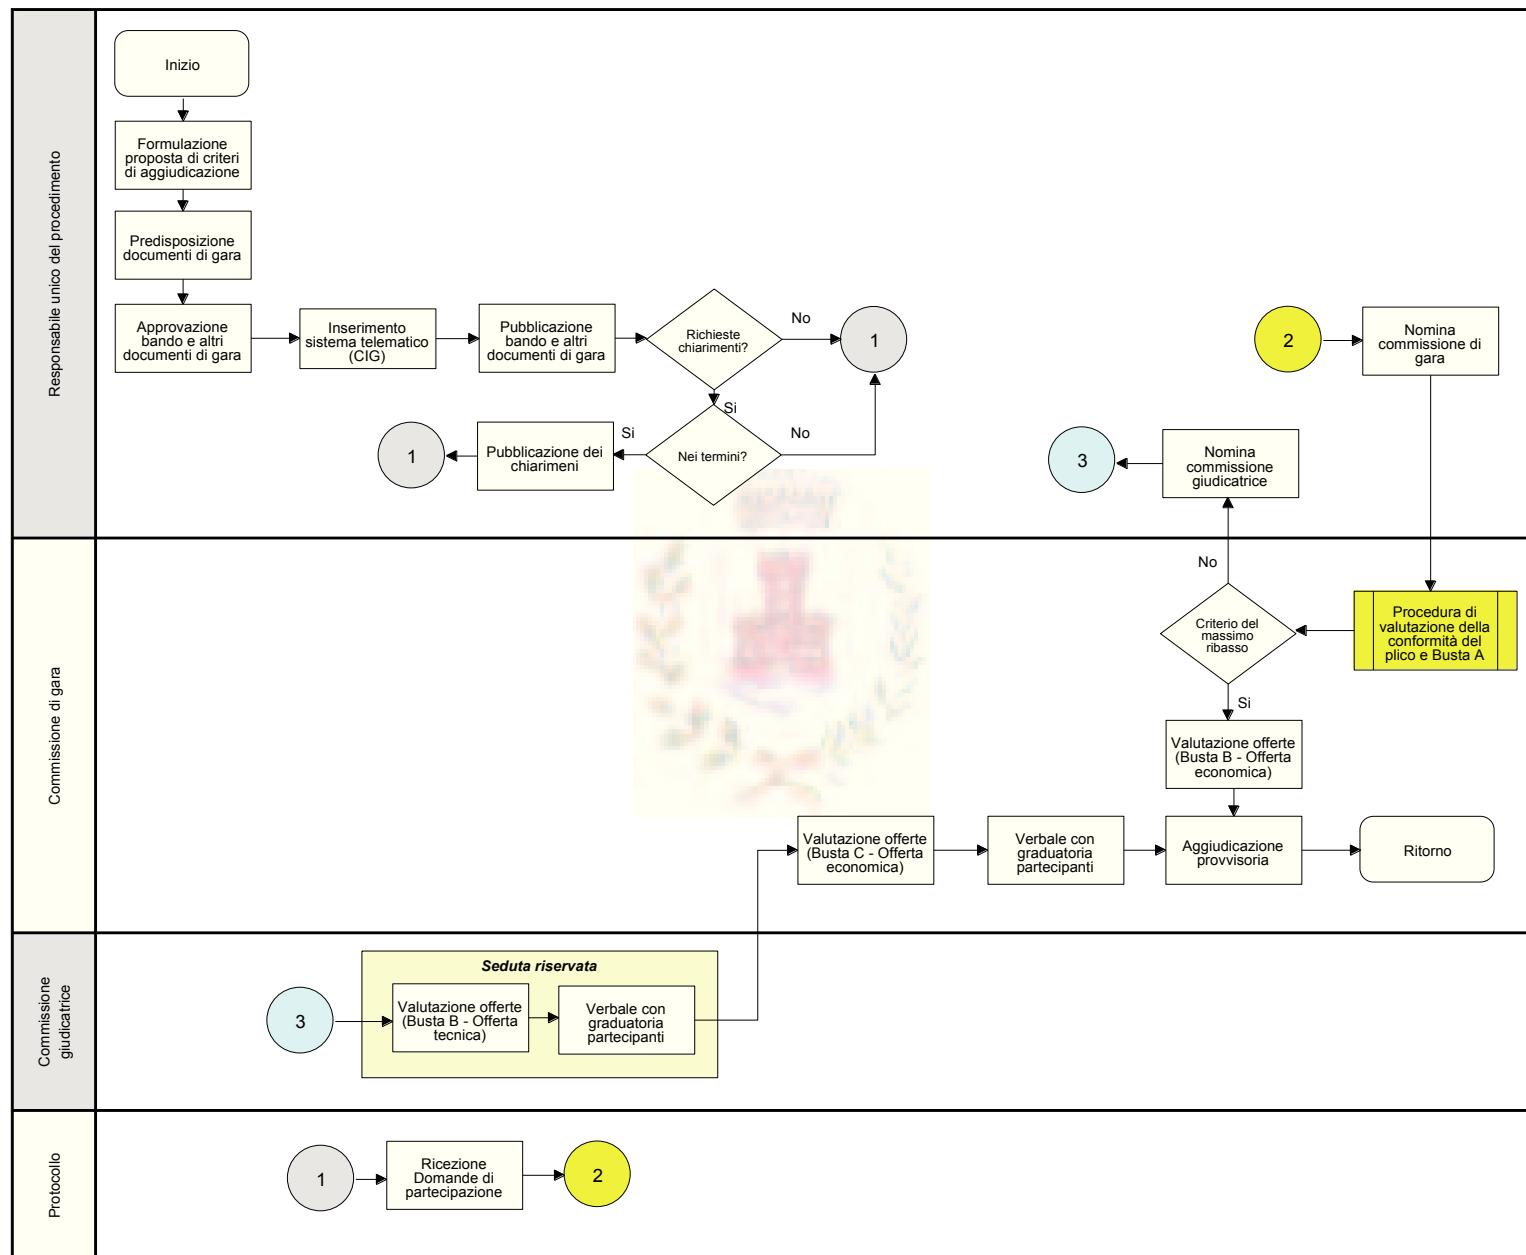 Responsabile unico del procedimento
Inizio
Formulazione
proposta di criteri
di aggiudicazione
Predisposizione
documenti di gara
Approvazione
bando e altri
documenti di gara
Inserimento
sistema telematico
(CIG)
Pubblicazione
bando e altri
documenti di gara
Richieste
chiarimenti?
No
1
Si
Nei termini?
No
Si
Pubblicazione dei
chiarimeni
1
2
Nomina
commissione di
gara
Nomina
commissione
giudicatrice
3
Commissione di gara
Procedura di
valutazione della
conformità del
plico e Busta A
Criterio del
massimo
ribasso
No
Si
Valutazione offerte
(Busta B - Offerta
economica)
Valutazione offerte
(Busta C - Offerta
economica)
Verbale con
graduatoria
partecipanti
Aggiudicazione
provvisoria
Ritorno
Commissione
giudicatrice
Seduta riservata
3
Valutazione offerte
(Busta B - Offerta
tecnica)
Verbale con
graduatoria
partecipanti
Protocollo
1
Ricezione
Domande di
partecipazione
2